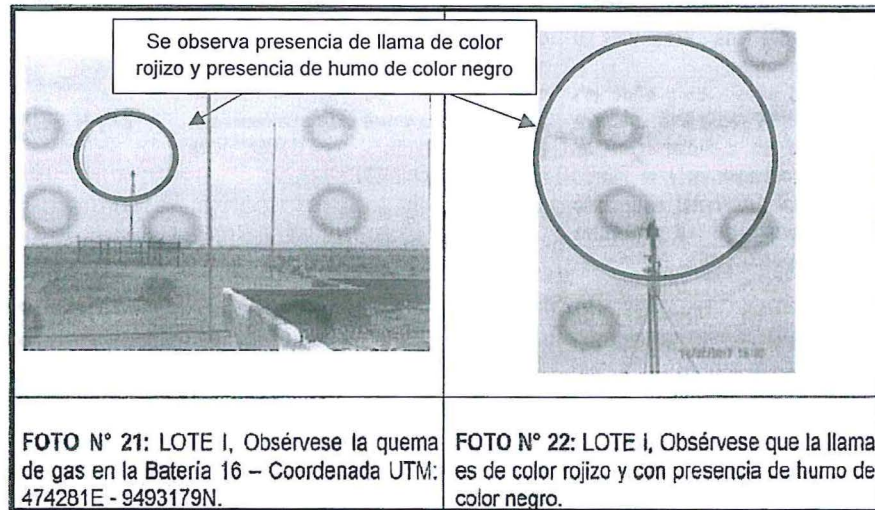 Se observa presencia de llama de color
rojizo y presencia de humo de color negro
FOTO N° 21: LOTE I, Obsérvese la quema
de gas en la Batería 16 – Coordenada UTM:
474281E - 9493179N.
FOTO N° 22: LOTE I, Obsérvese que la llama
es de color rojizo y con presencia de humo de
color negro.